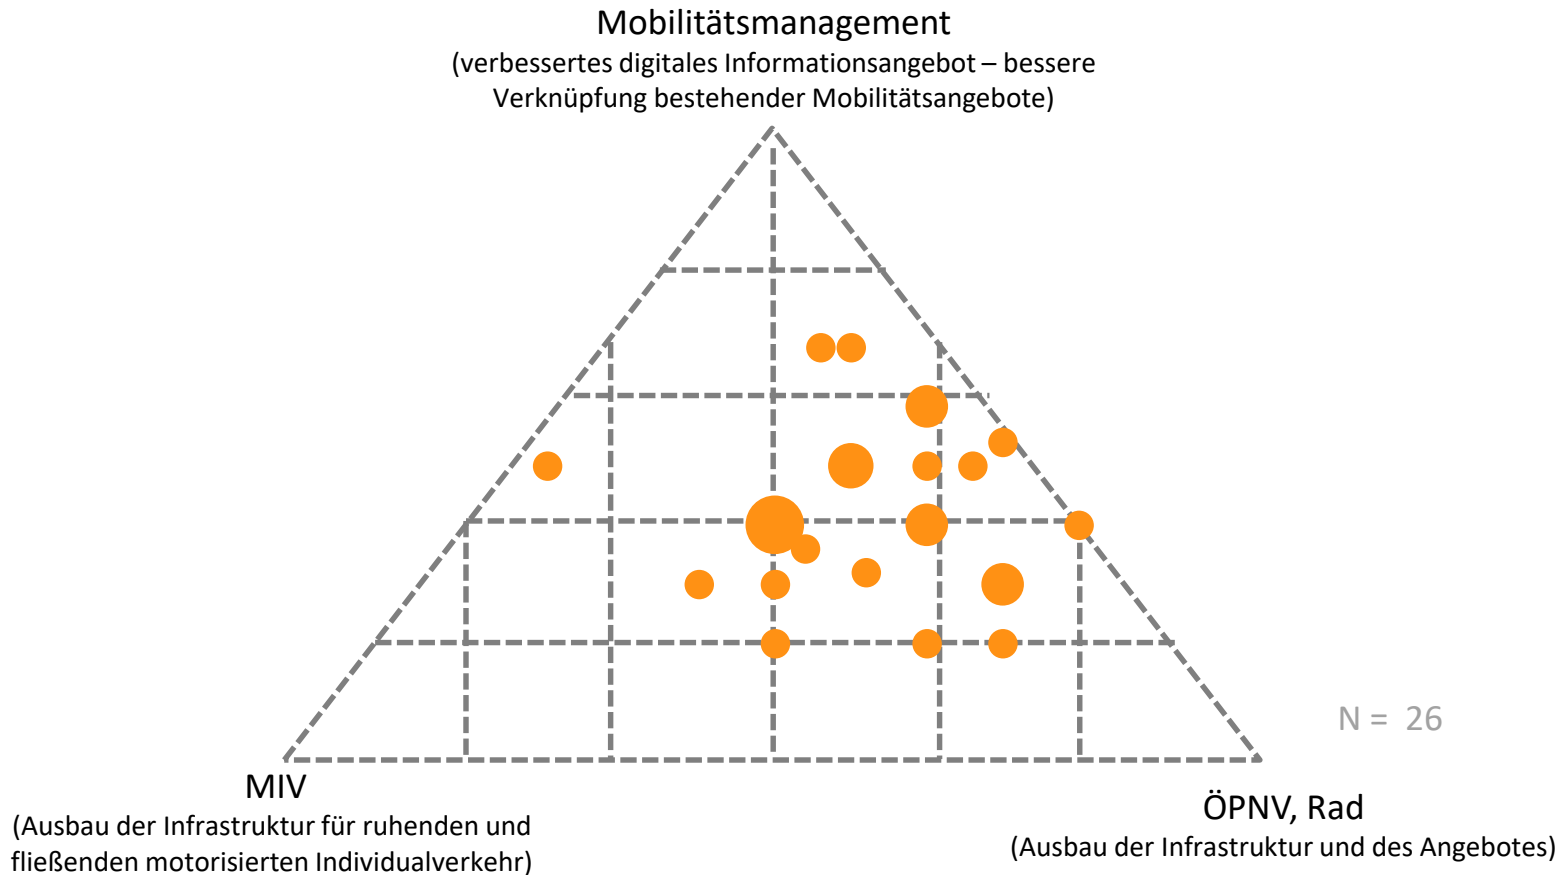 Mobilitätsmanagement
(verbessertes digitales Informationsangebot – bessere
Verknüpfung bestehender Mobilitätsangebote)
N = 26
MIV
(Ausbau der Infrastruktur für ruhenden und
fließenden motorisierten Individualverkehr)
ÖPNV, Rad
(Ausbau der Infrastruktur und des Angebotes)